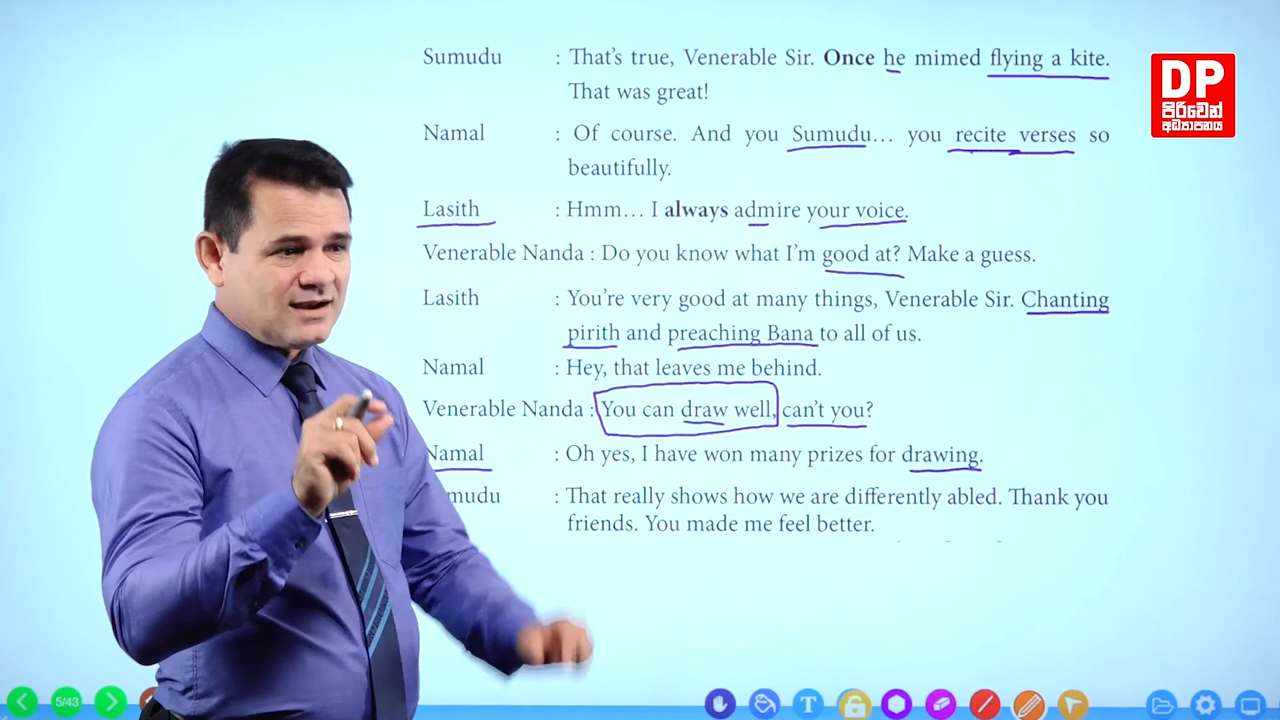 Sumudu : That's true, Venerable Sir. Once he mimed flying a kite.
That was great!
Namal : Of course. And you Sumudu... you recite verses so
beautifully.
Lasith : Hmm... I always admire your voice.
Venerable Nanda : Do you know what I'm good at? Make a guess.
Lasith : You're very good at many things, Venerable Sir. Chanting
pirith and preaching Bana to all of us.
Namal : Hey, that leaves me behind.
Venerable Nanda : You can draw well, can't you?
Namal : Oh yes, I have won many prizes for drawing.
mudu : That really shows how we are differently abled. Thank you
friends. You made me feel better.
DP
පිරිවෙන්
අධ්‍යාපනය
5/43
T